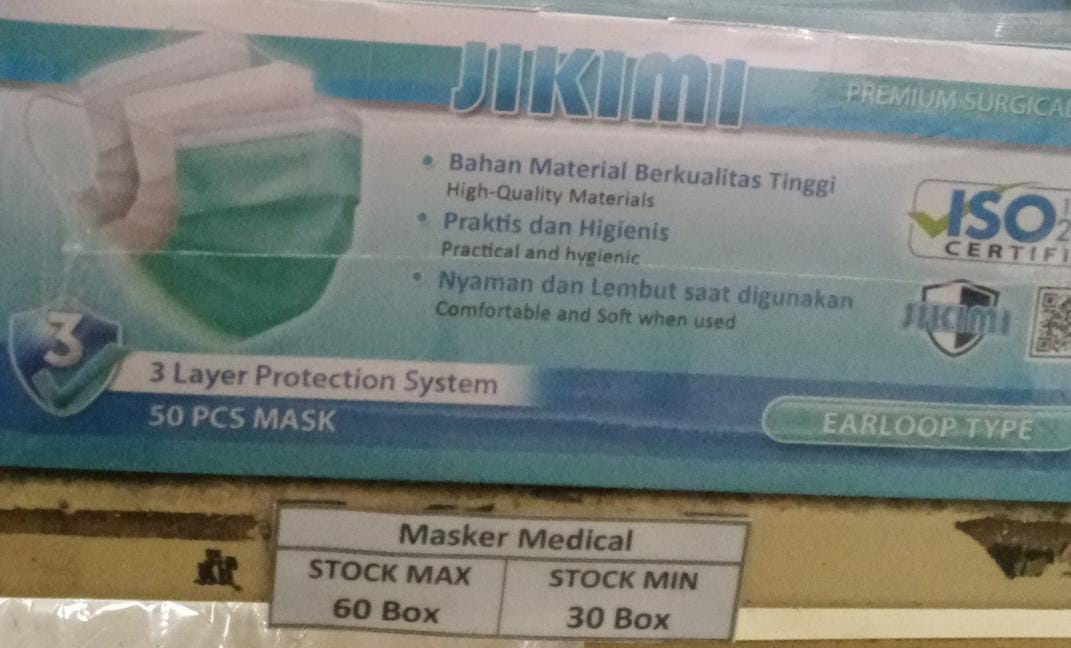 JIKIMI
PREMIUM SURGICA
• Bahan Material Berkualitas Tinggi
High-Quality Materials
• Praktis dan Higienis
Practical and hygienic
• Nyaman dan Lembut saat digunakan
Comfortable and Soft when used
ISO
CERTIFI
JIKIMI
3
3 Layer Protection System
50 PCS MASK
EARLOOP TYPE
Masker Medical
STOCK MAX
STOCK MIN
60 Box
30 Box